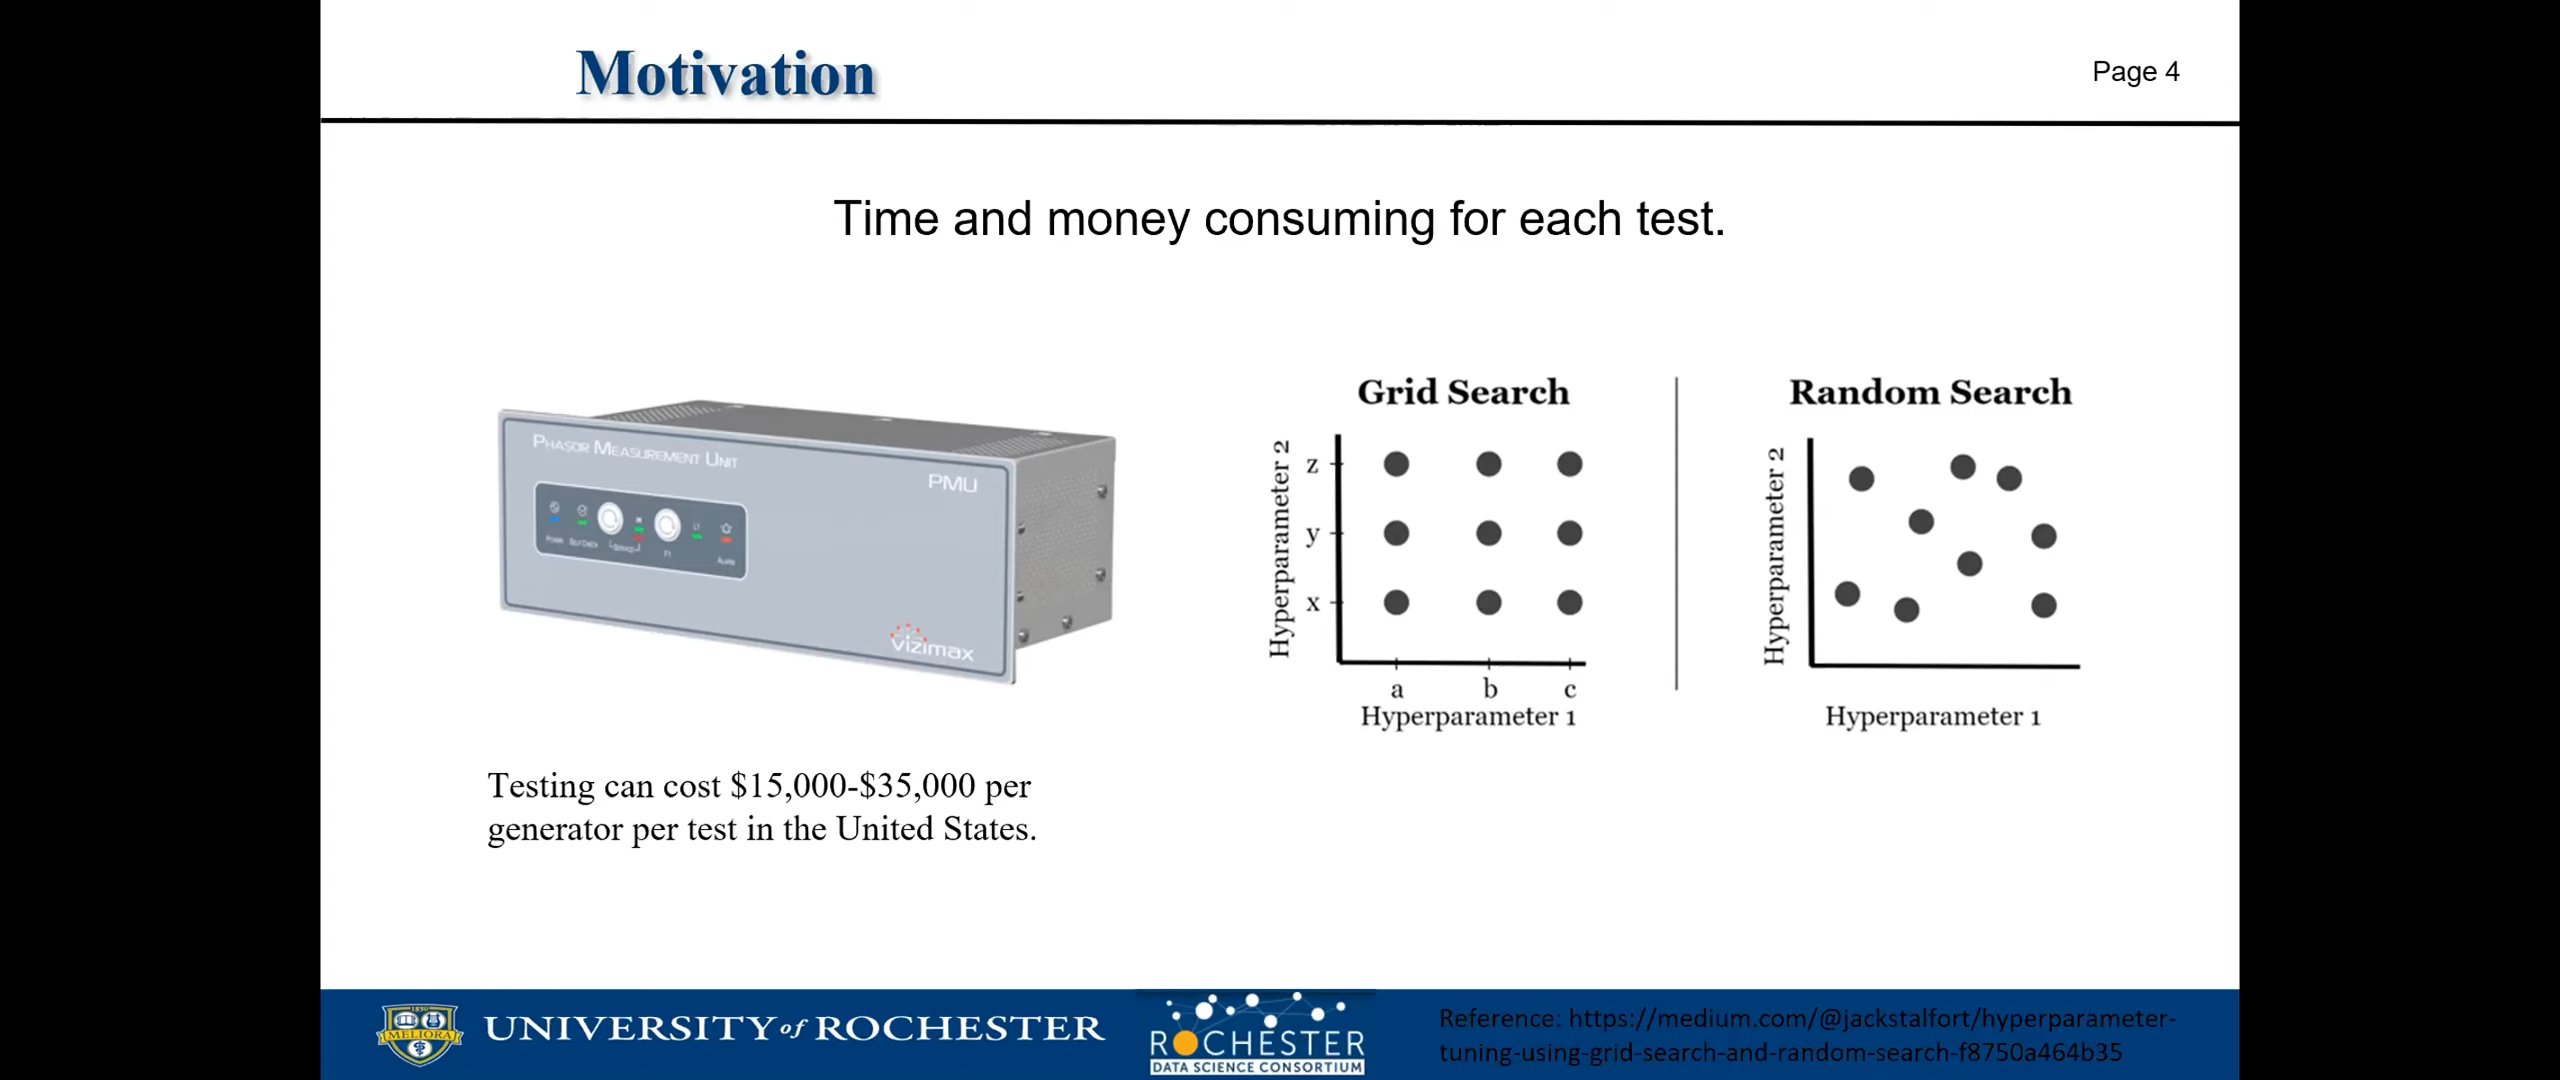 Motivation
Page 4
Time and money consuming for each test.
PHASOR MEASUREMENT UNIT
PMU
POWER
SELF CHECK
SERVICE
F1
L1
ALARM
Vizimax
Grid Search
Hyperparameter 2
z
y
x
a b c
Hyperparameter 1
Random Search
Hyperparameter 2
Hyperparameter 1
Testing can cost $15,000-$35,000 per
generator per test in the United States.
MELIORA
UNIVERSITY of ROCHESTER
ROCHESTER
DATA SCIENCE CONSORTIUM
Reference: https://medium.com/@jackstalfort/hyperparameter-
tuning-using-grid-search-and-random-search-f8750a464b35